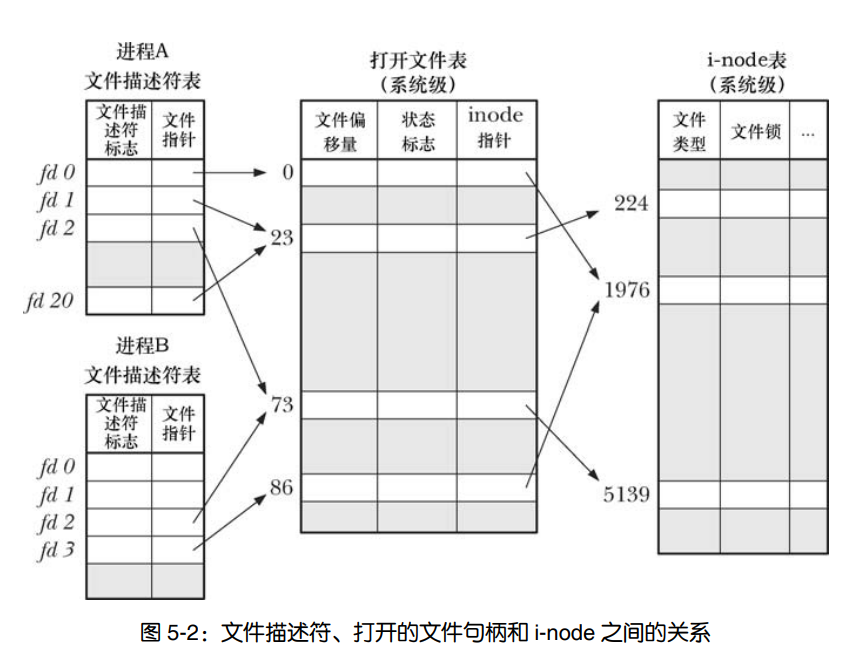 进程A
文件描述符表
文件描
述符
标志
文件
指针
fd 0
fd 1
fd 2
fd 20
进程B
文件描述符表
文件描
述符
标志
文件
指针
fd 0
fd 1
fd 2
fd 3
打开文件表
(系统级)
文件偏
移量
状态
标志
inode
指针
0
23
73
86
i-node表
(系统级)
文件
类型
文件锁
...
224
1976
5139
图 5-2：文件描述符、打开的文件句柄和 i-node 之间的关系